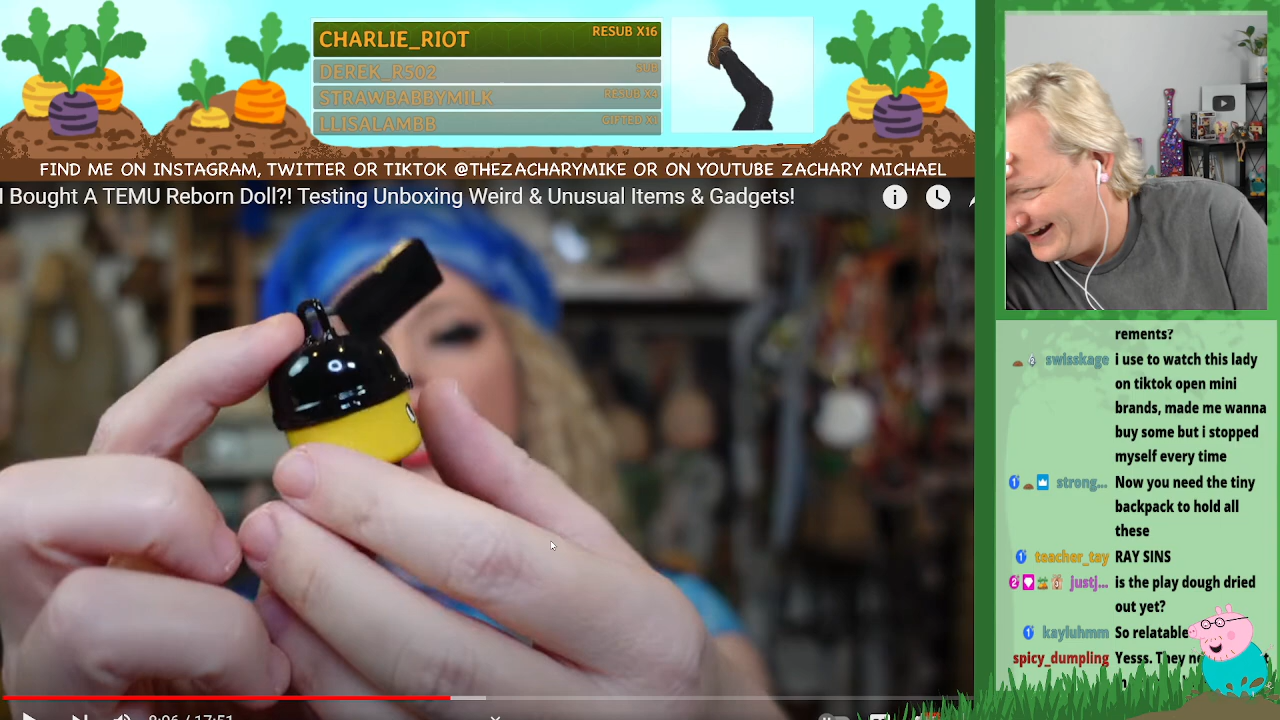 CHARLIE_RIOT RESUB X16
DEREK_R502 SUB
STRAWBABBYMILK RESUB X4
LLISALAMBB GIFTED X1
FIND ME ON INSTAGRAM, TWITTER OR TIKTOK @THEZACHARYMIKE OR ON YOUTUBE ZACHARY MICHAEL
I Bought A TEMU Reborn Doll?! Testing Unboxing Weird & Unusual Items & Gadgets!
rements?
swisskage i use to watch this lady
on tiktok open mini
brands, made me wanna
buy some but i stopped
myself every time
strong... Now you need the tiny
backpack to hold all
these
teacher_tay RAY SINS
justj... is the play dough dried
out yet?
kayluhmm So relatable
spicy_dumpling Yesss. They
9:06 / 17:51